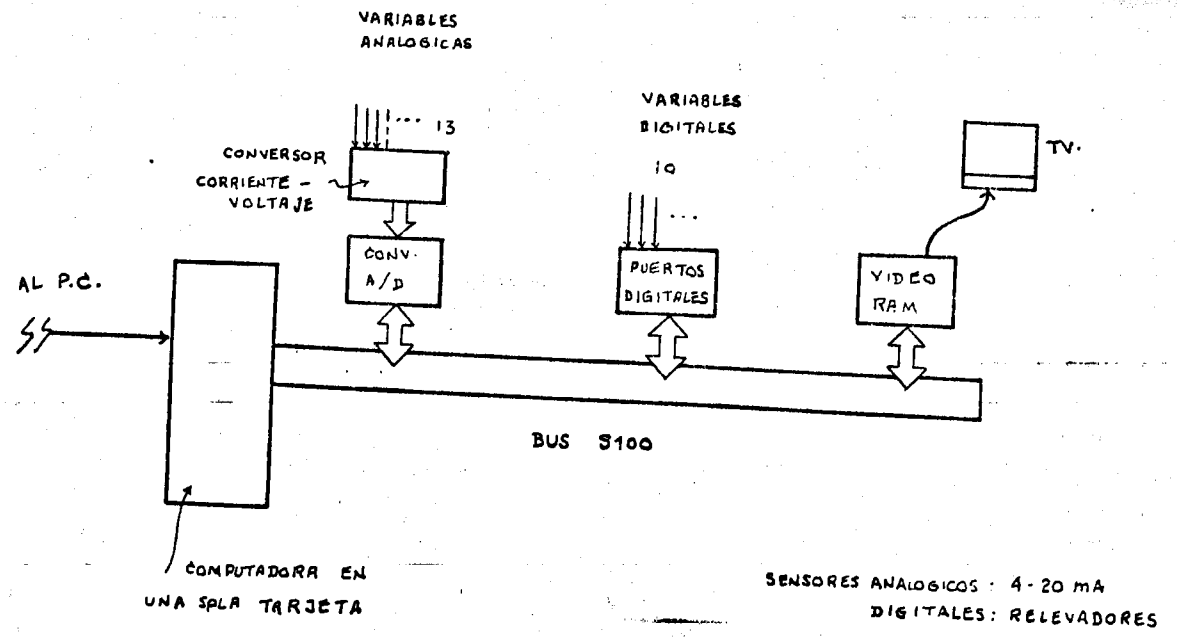 VARIABLES
ANALOGICAS
... 13
CONVERSOR
CORRIENTE -
VOLTAJE
CONV.
A/D
VARIABLES
DIGITALES
10
...
PUERTOS
DIGITALES
TV.
VIDEO
RAM
AL P.C.
BUS S100
COMPUTADORA EN
UNA SOLA TARJETA
SENSORES ANALOGICOS: 4-20 mA
DIGITALES: RELEVADORES